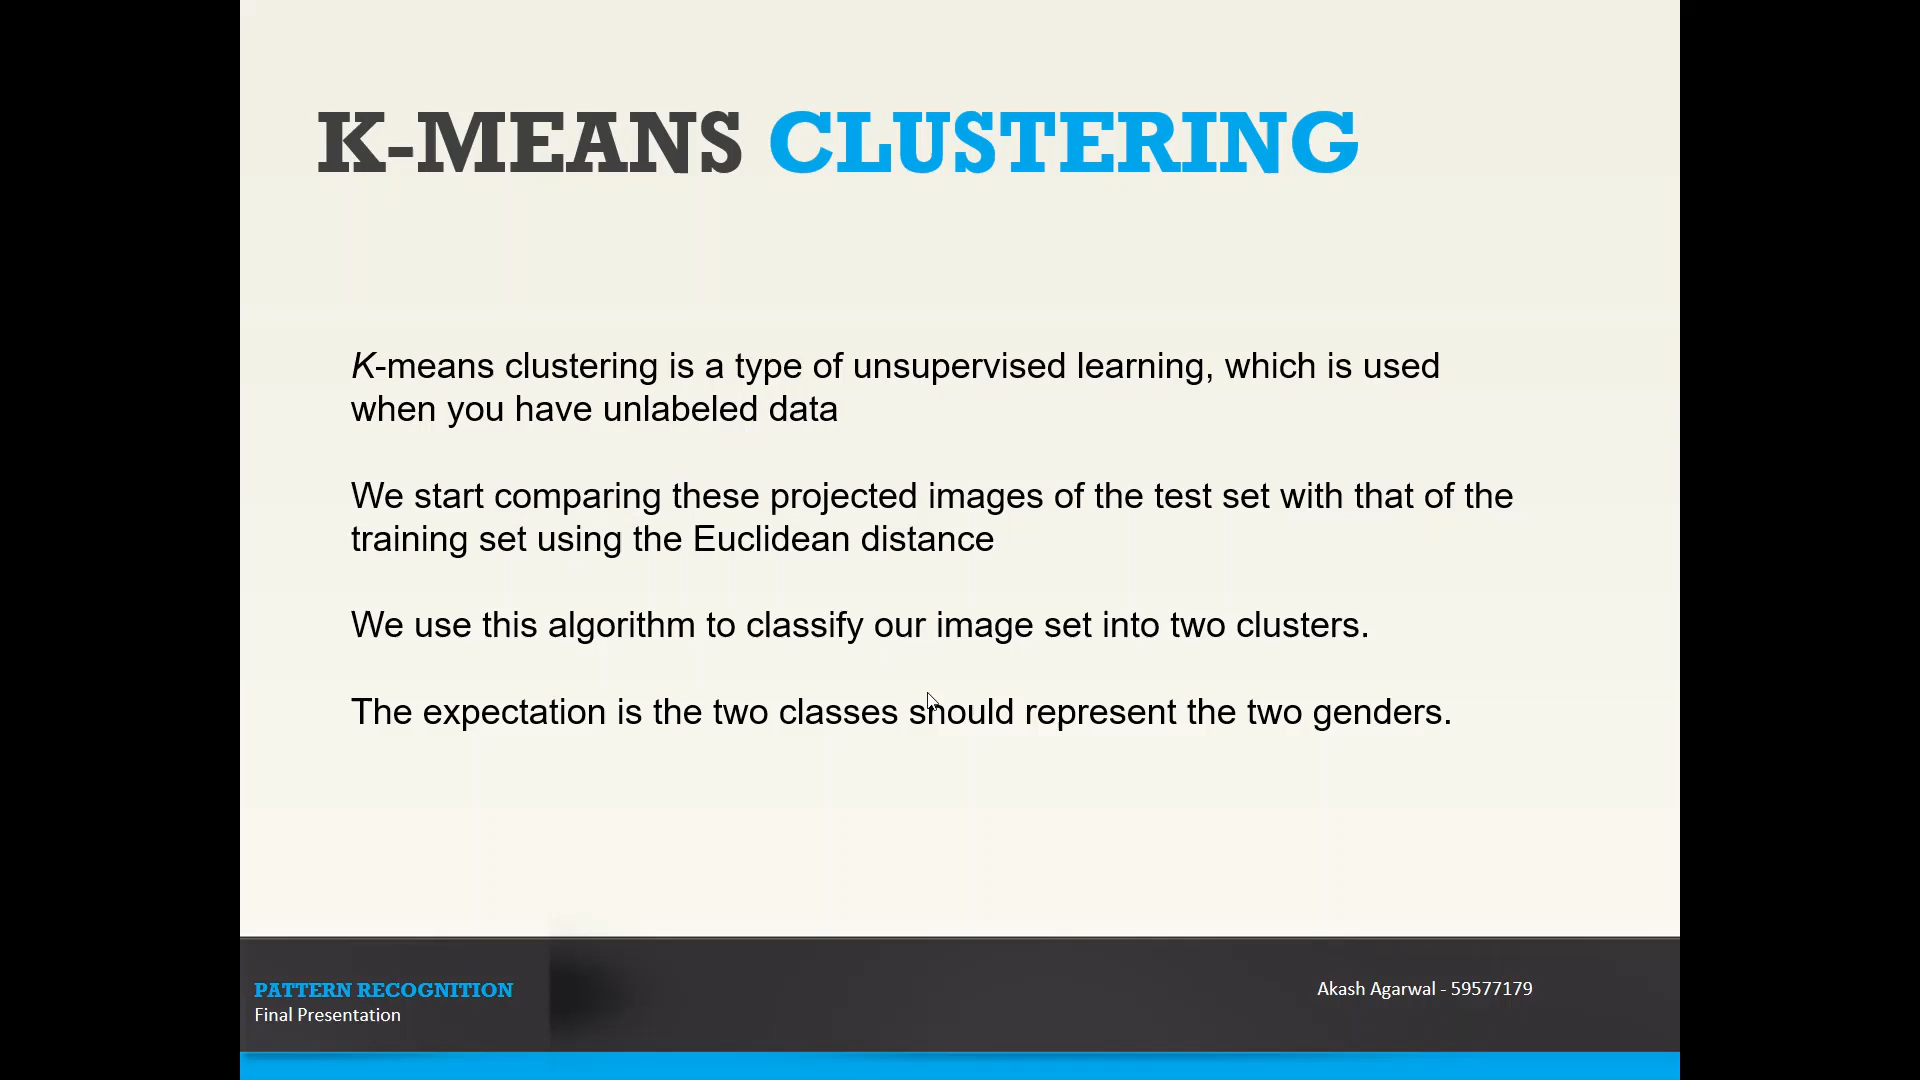 K-MEANS CLUSTERING
K-means clustering is a type of unsupervised learning, which is used
when you have unlabeled data
We start comparing these projected images of the test set with that of the
training set using the Euclidean distance
We use this algorithm to classify our image set into two clusters.
The expectation is the two classes should represent the two genders.
PATTERN RECOGNITION
Final Presentation
Akash Agarwal - 59577179